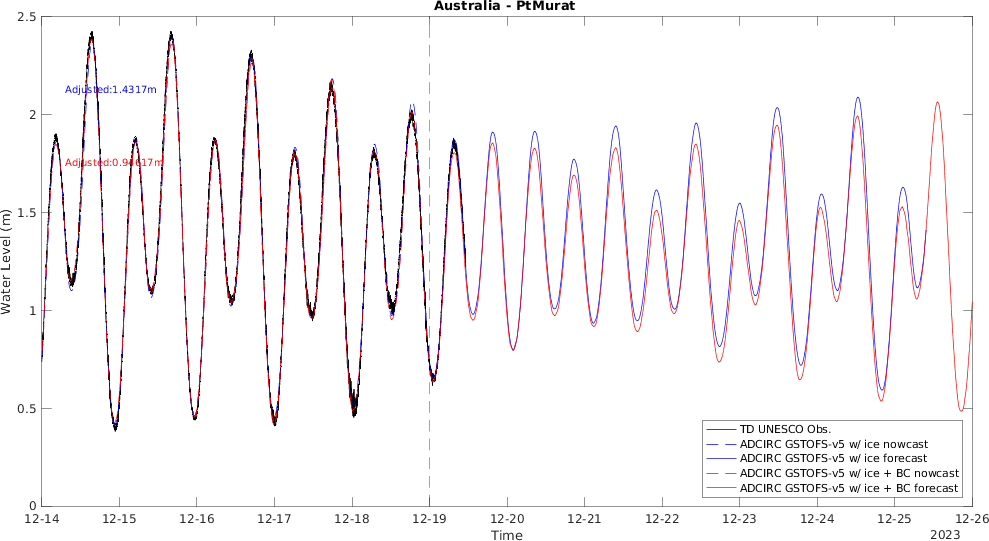 Australia - PtMurat
2.5
2
1.5
1
0.5
0
Water Level (m)
Adjusted:1.4317m
Adjusted:0.94617m
TD UNESCO Obs.
ADCIRC GSTOFS-v5 w/ ice nowcast
ADCIRC GSTOFS-v5 w/ ice forecast
ADCIRC GSTOFS-v5 w/ ice + BC nowcast
ADCIRC GSTOFS-v5 w/ ice + BC forecast
12-14 12-15 12-16 12-17 12-18 12-19 12-20 12-21 12-22 12-23 12-24 12-25 12-26
Time
2023